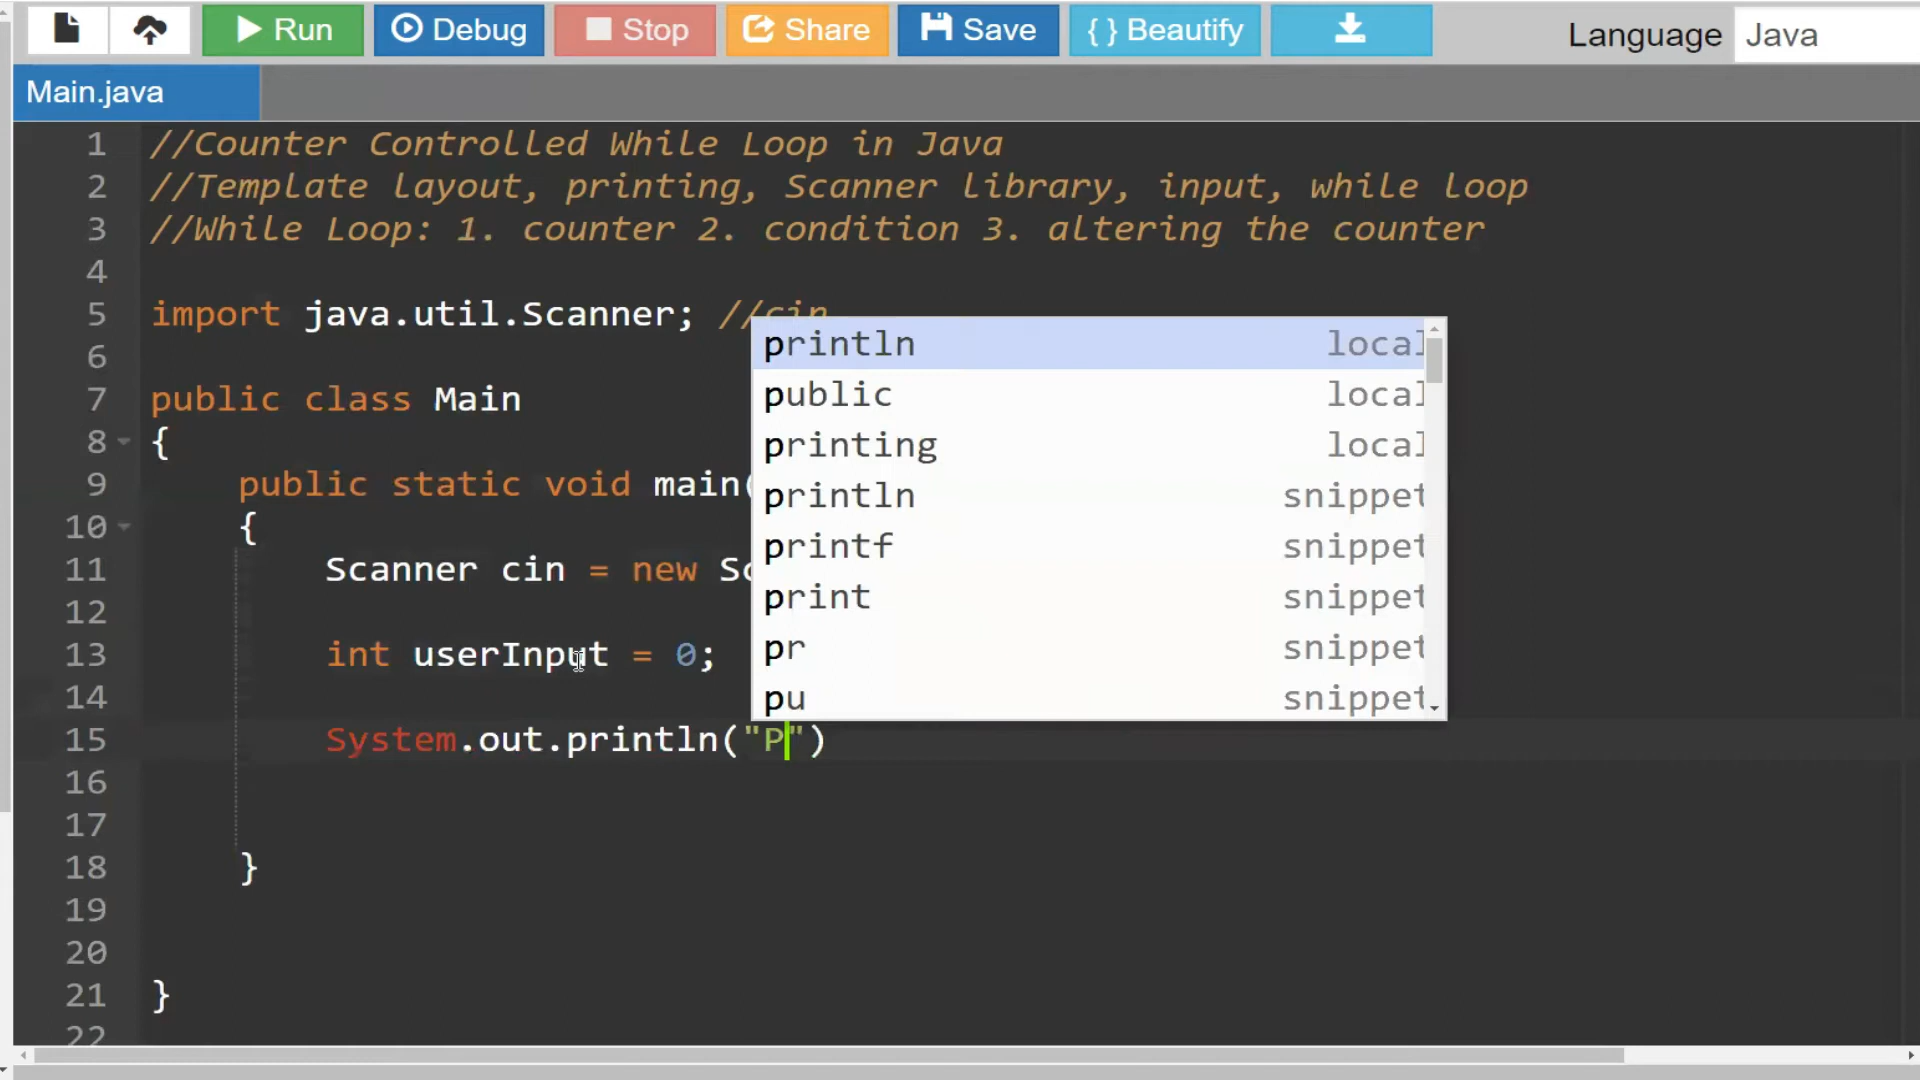 Run Debug Stop Share Save { } Beautify Language Java
Main.java
1 //Counter Controlled While Loop in Java
2 //Template layout, printing, Scanner library, input, while loop
3 //While Loop: 1. counter 2. condition 3. altering the counter
4
5 import java.util.Scanner; //cin
6
7 public class Main
8 {
9 public static void main(
10 {
11 Scanner cin = new Sc
12
13 int userInput = 0;
14
15 System.out.println("P")
16
17
18 }
19
20
21 }
22
println local
public local
printing local
println snippet
printf snippet
print snippet
pr snippet
pu snippet